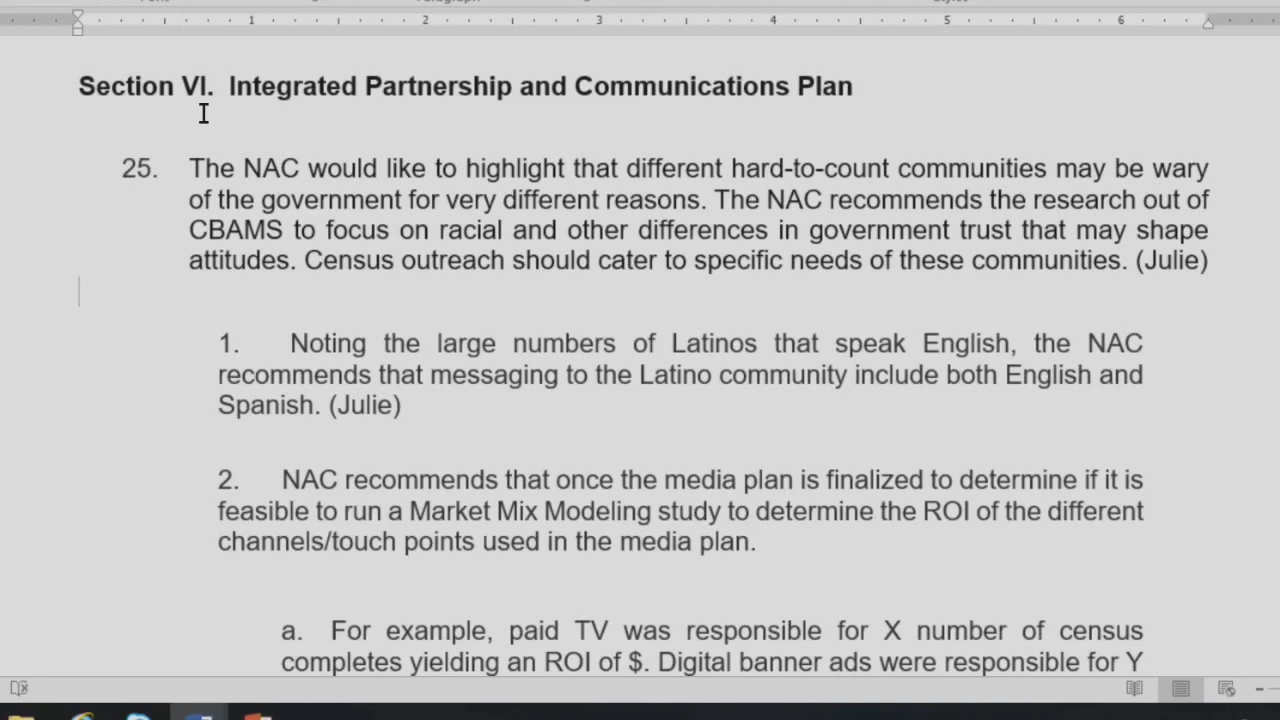 1 2 3 4 5 6
Section VI. Integrated Partnership and Communications Plan
25. The NAC would like to highlight that different hard-to-count communities may be wary
of the government for very different reasons. The NAC recommends the research out of
CBAMS to focus on racial and other differences in government trust that may shape
attitudes. Census outreach should cater to specific needs of these communities. (Julie)
1. Noting the large numbers of Latinos that speak English, the NAC
recommends that messaging to the Latino community include both English and
Spanish. (Julie)
2. NAC recommends that once the media plan is finalized to determine if it is
feasible to run a Market Mix Modeling study to determine the ROI of the different
channels/touch points used in the media plan.
a. For example, paid TV was responsible for X number of census
completes yielding an ROI of $. Digital banner ads were responsible for Y